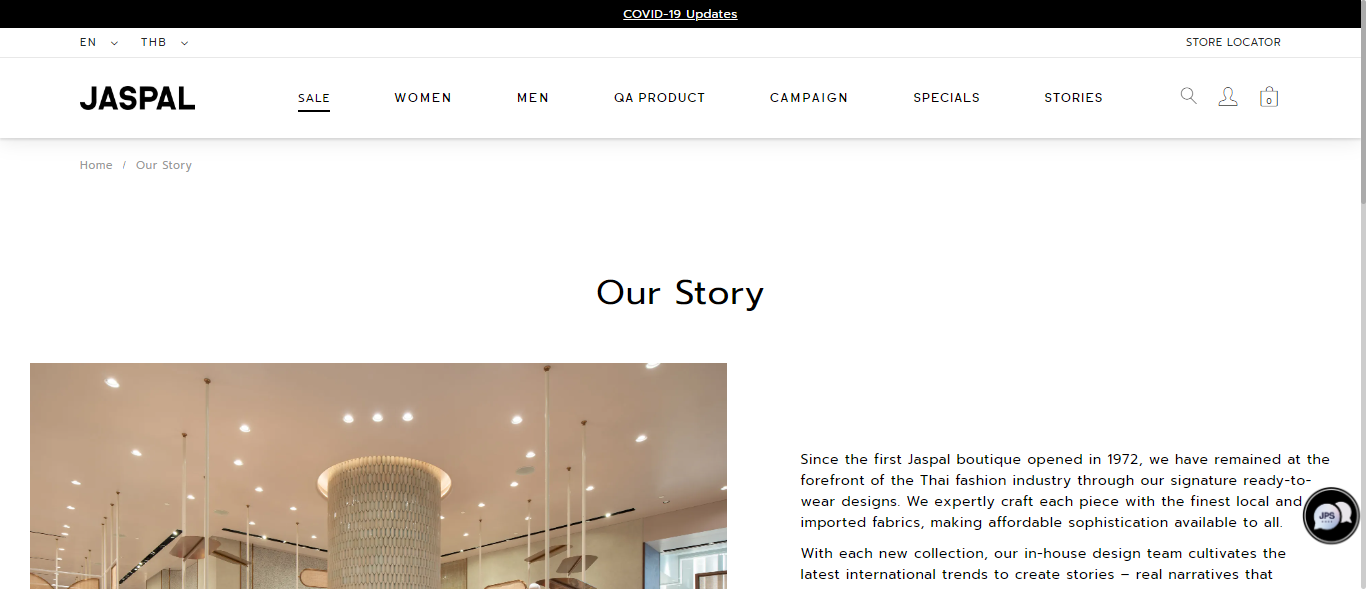 COVID-19 Updates
EN THB STORE LOCATOR
JASPAL SALE WOMEN MEN QA PRODUCT CAMPAIGN SPECIALS STORIES 0
Home / Our Story
Our Story
Since the first Jaspal boutique opened in 1972, we have remained at the
forefront of the Thai fashion industry through our signature ready-to-
wear designs. We expertly craft each piece with the finest local and
imported fabrics, making affordable sophistication available to all.
JPS
With each new collection, our in-house design team cultivates the
latest international trends to create stories – real narratives that